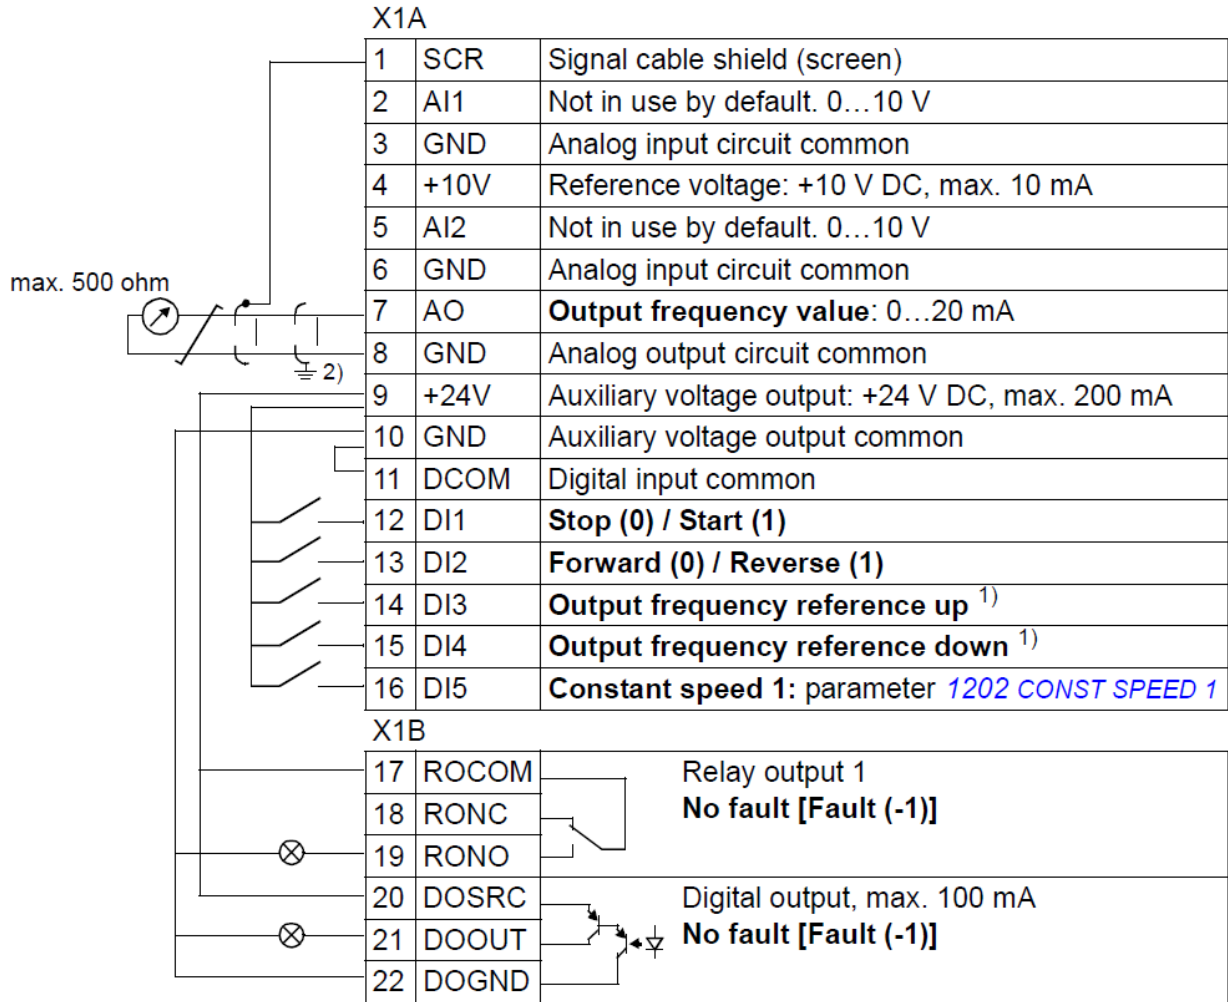 X1A
1 SCR Signal cable shield (screen)
2 AI1 Not in use by default. 0…10 V
3 GND Analog input circuit common
4 +10V Reference voltage: +10 V DC, max. 10 mA
5 AI2 Not in use by default. 0…10 V
6 GND Analog input circuit common
max. 500 ohm
7 AO Output frequency value: 0…20 mA
8 GND Analog output circuit common
2)
9 +24V Auxiliary voltage output: +24 V DC, max. 200 mA
10 GND Auxiliary voltage output common
11 DCOM Digital input common
12 DI1 Stop (0) / Start (1)
13 DI2 Forward (0) / Reverse (1)
14 DI3 Output frequency reference up 1)
15 DI4 Output frequency reference down 1)
16 DI5 Constant speed 1: parameter 1202 CONST SPEED 1
X1B
17 ROCOM Relay output 1
18 RONC No fault [Fault (-1)]
19 RONO
20 DOSRC Digital output, max. 100 mA
21 DOOUT No fault [Fault (-1)]
22 DOGND